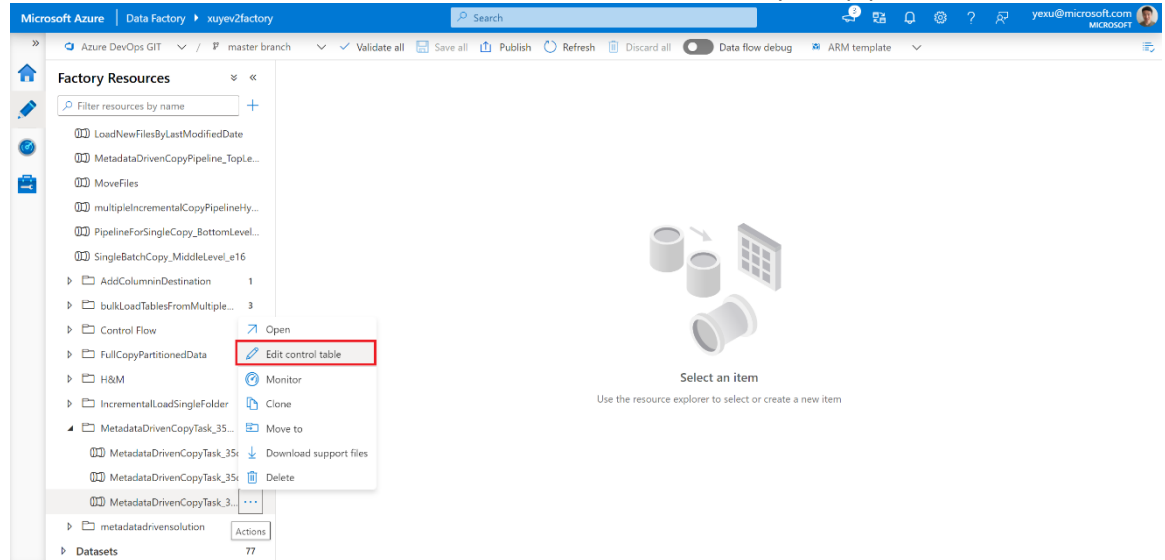 Microsoft Azure Data Factory xuyev2factory Search yexu@microsoft.com
MICROSOFT
Azure DevOps GIT / master branch Validate all Save all Publish Refresh Discard all Data flow debug ARM template
Factory Resources
Filter resources by name
LoadNewFilesByLastModifiedDate
MetadataDrivenCopyPipeline_TopLe...
MoveFiles
multipleIncrementalCopyPipelineHy...
PipelineForSingleCopy_BottomLevel...
SingleBatchCopy_MiddleLevel_e16
AddColumninDestination 1
bulkLoadTablesFromMultiple... 3
Control Flow
FullCopyPartitionedData
H&M
IncrementalLoadSingleFolder
MetadataDrivenCopyTask_35...
MetadataDrivenCopyTask_35
MetadataDrivenCopyTask_35
MetadataDrivenCopyTask_3... ...
metadatadrivensolution
Datasets 77
Open
Edit control table
Monitor
Clone
Move to
Download support files
Delete
Actions
Select an item
Use the resource explorer to select or create a new item